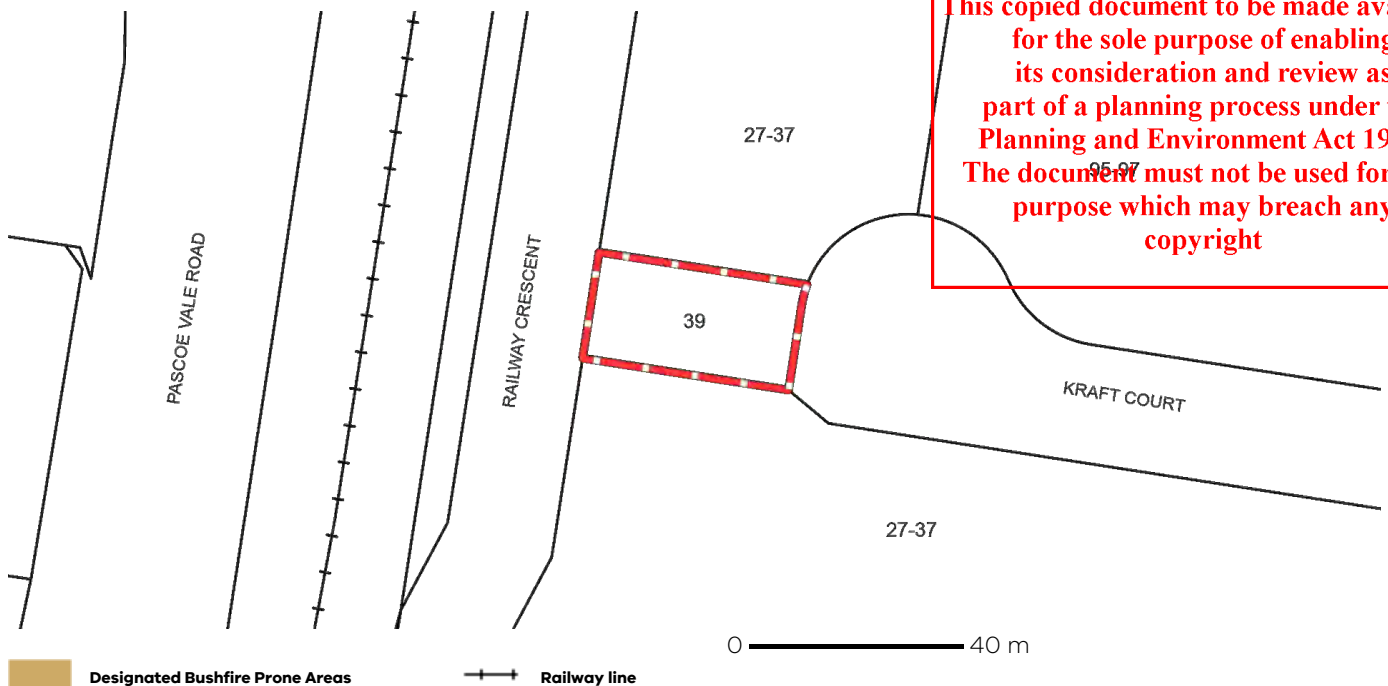 This copied document to be made
for the sole purpose of enabling
its consideration and review as
part of a planning process under
Planning and Environment Act
The document must not be used for
purpose which may breach any
copyright
27-37
95-97
PASCOE VALE ROAD
RAILWAY CRESCENT
39
KRAFT COURT
27-37
0 40 m
Designated Bushfire Prone Areas
Railway line